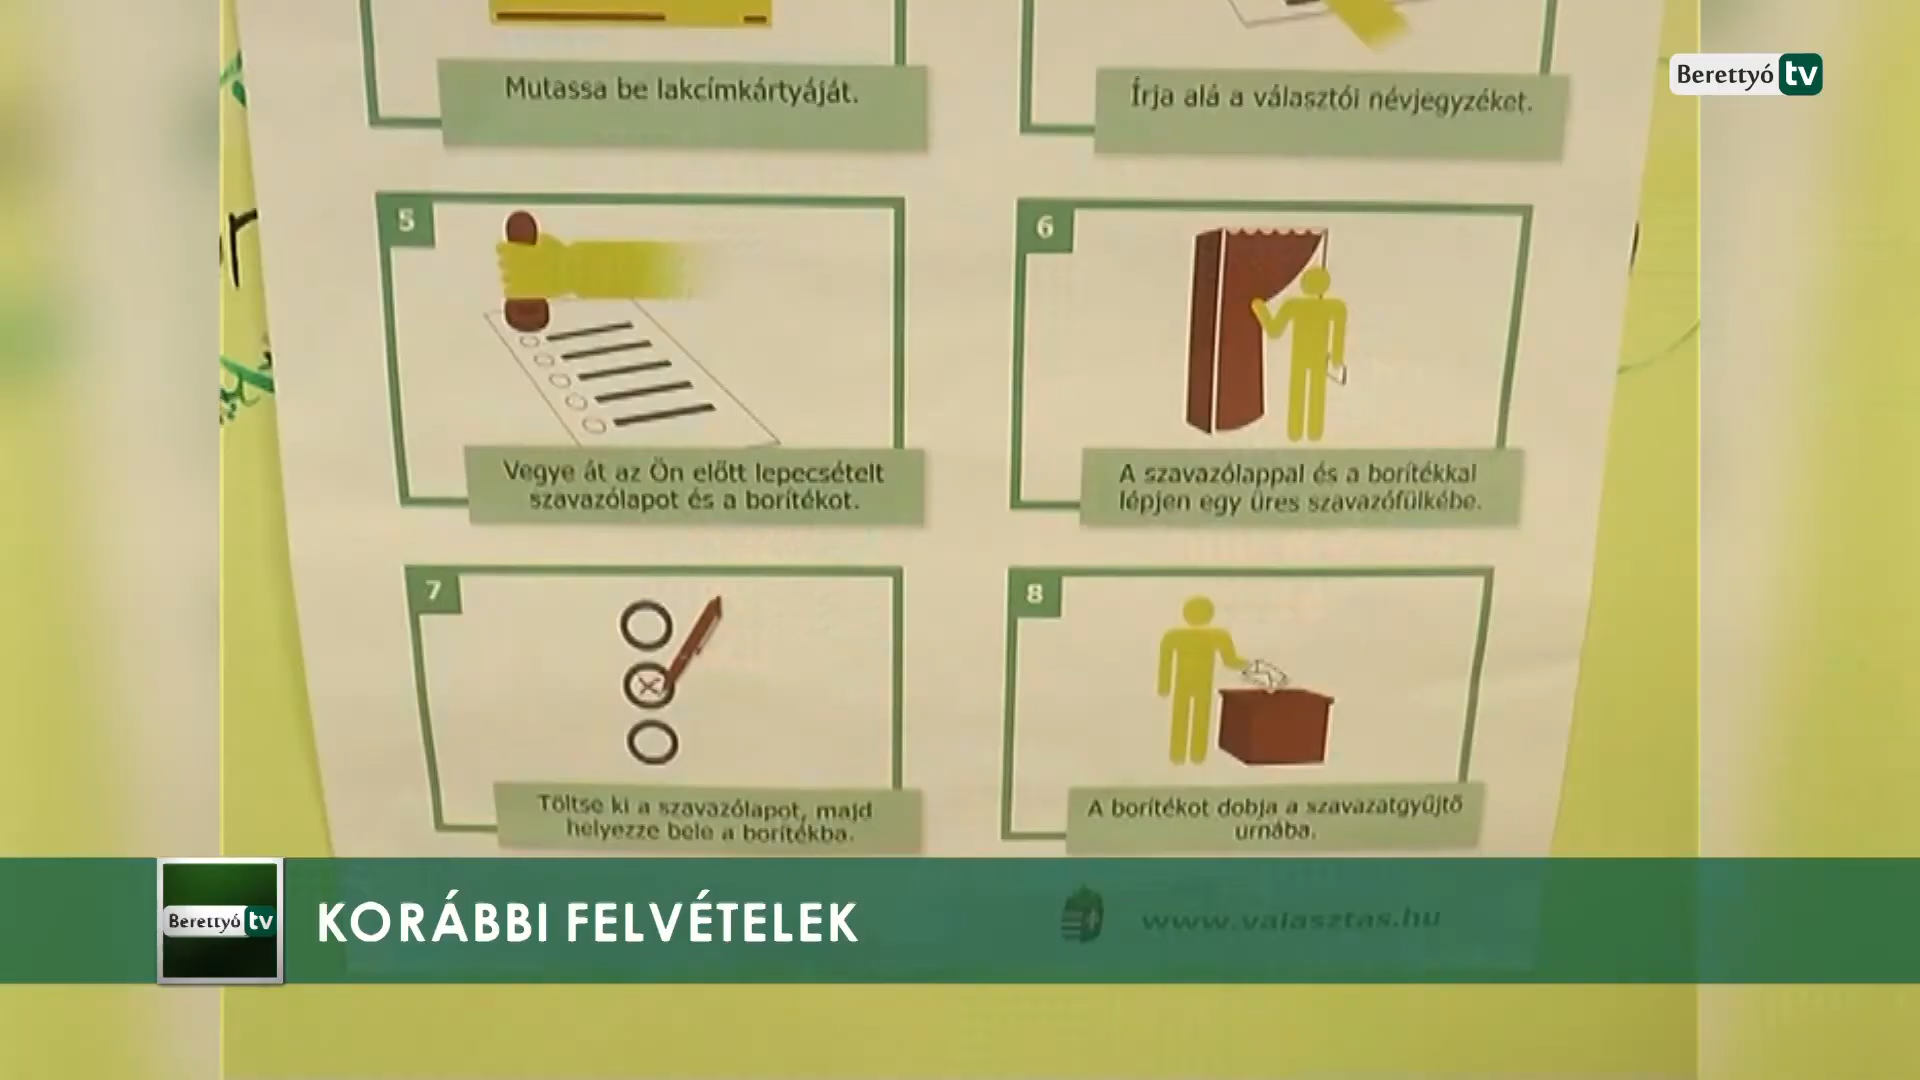 Berettyó tv
Mutassa be lakcímkártyáját.
Írja alá a választói névjegyzéket.
5
Vegye át az Ön előtt lepecsételt
szavazólapot és a borítékot.
6
A szavazólappal és a borítékkal
lépjen egy üres szavazófülkébe.
7
Töltse ki a szavazólapot, majd
helyezze bele a borítékba.
8
A borítékot dobja a szavazatgyűjtő
urnába.
Berettyó tv
KORÁBBI FELVÉTELEK
www.valasztas.hu